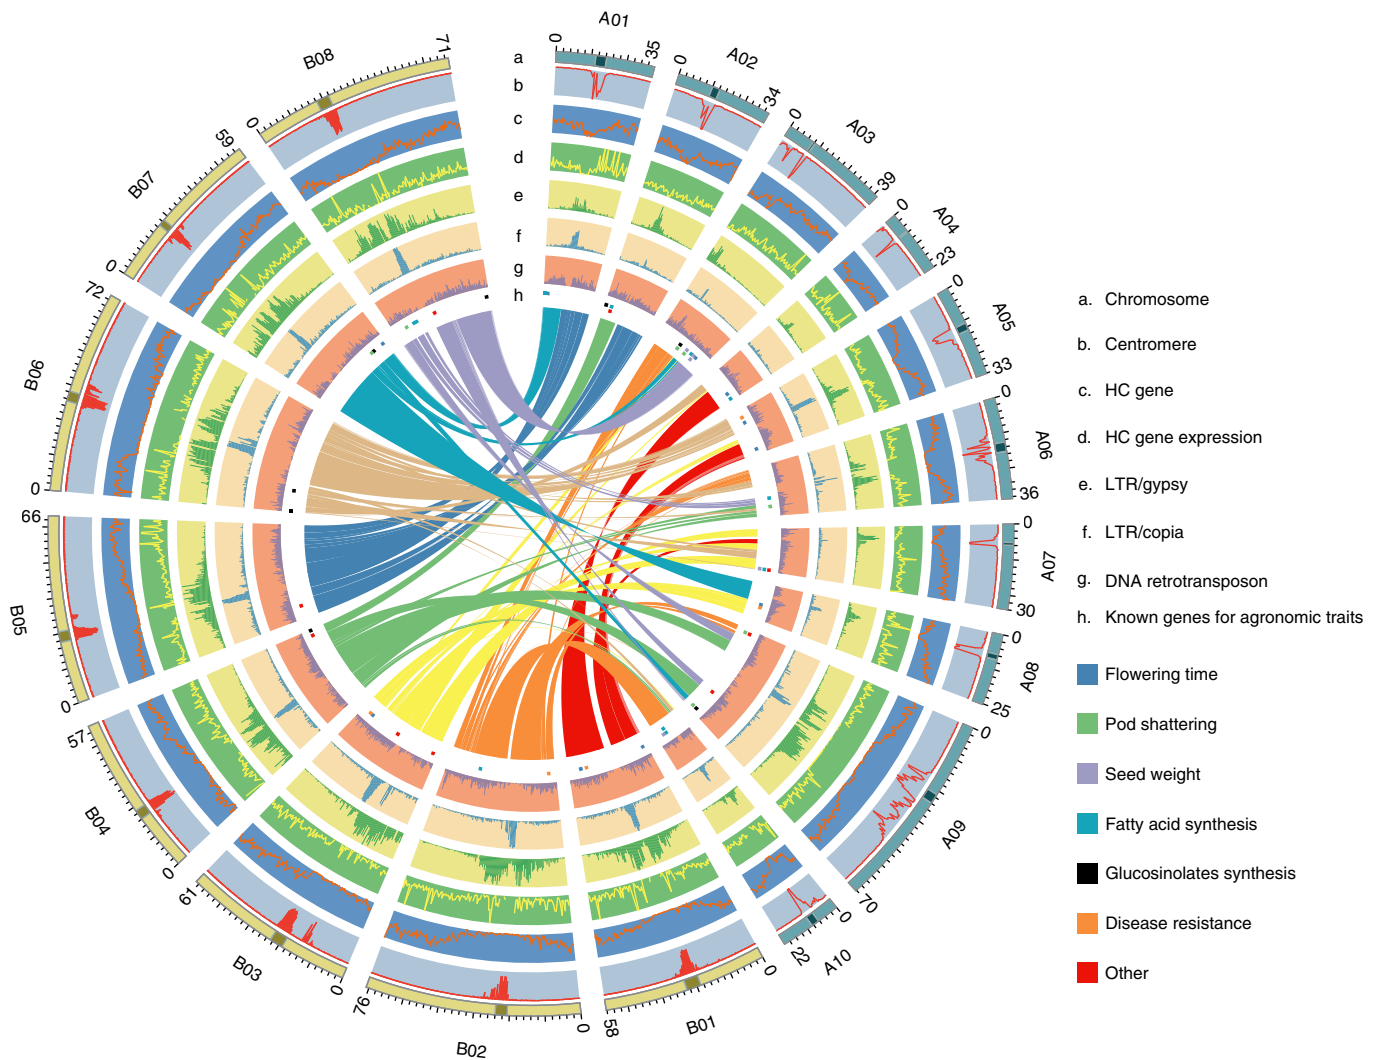 A01
0
35
A02
0
34
A03
0
39
A04
0
23
A05
0
33
A06
0
36
A07
0
30
A08
0
25
A09
0
70
A10
0
22
B01
0
58
B02
0
76
B03
0
61
B04
0
57
B05
0
66
B06
0
72
B07
0
59
B08
0
71
a
b
c
d
e
f
g
h
a. Chromosome
b. Centromere
c. HC gene
d. HC gene expression
e. LTR/gypsy
f. LTR/copia
g. DNA retrotransposon
h. Known genes for agronomic traits
Flowering time
Pod shattering
Seed weight
Fatty acid synthesis
Glucosinolates synthesis
Disease resistance
Other